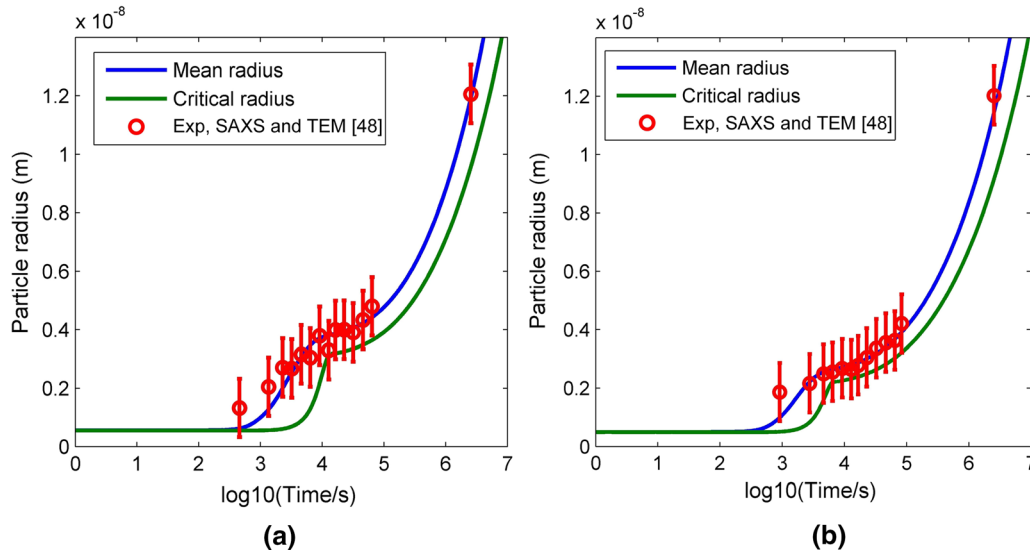 x 10^-8
Mean radius
Critical radius
Exp, SAXS and TEM [48]
1.2
1
0.8
0.6
0.4
0.2
0
Particle radius (m)
0 1 2 3 4 5 6 7
log10(Time/s)
(a)
x 10^-8
Mean radius
Critical radius
Exp, SAXS and TEM [48]
1.2
1
0.8
0.6
0.4
0.2
0
Particle radius (m)
0 1 2 3 4 5 6 7
log10(Time/s)
(b)